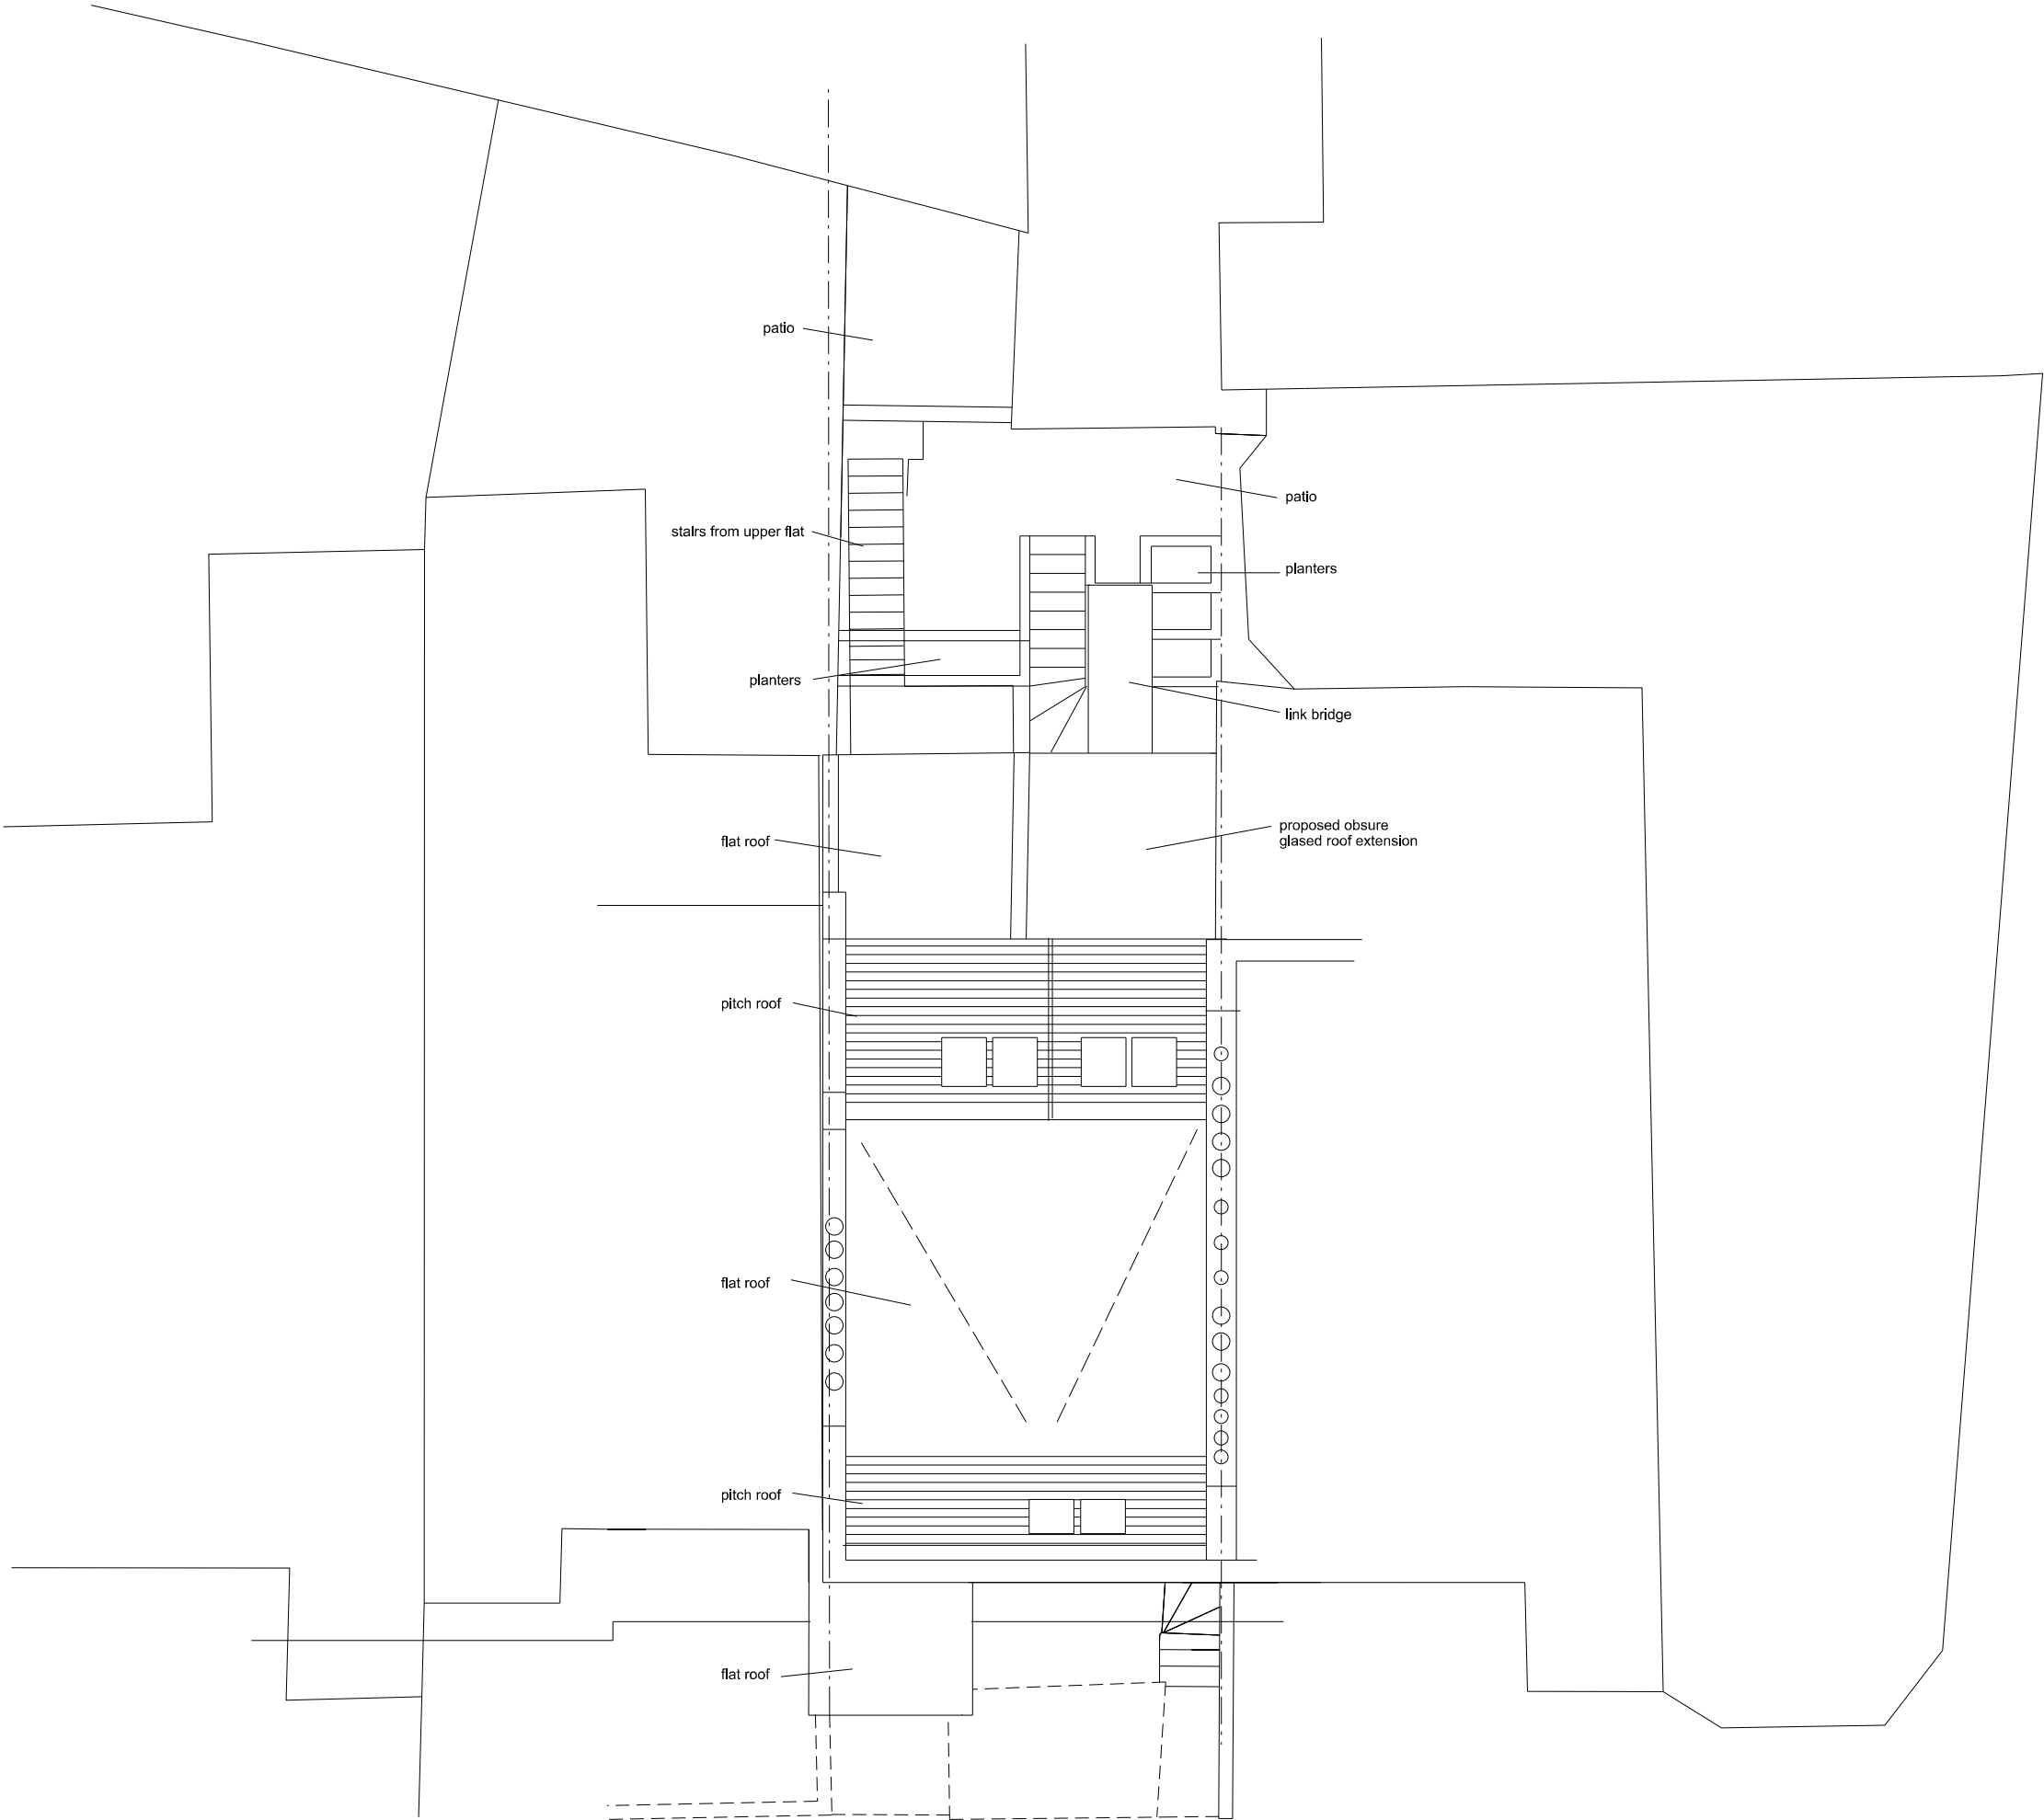 patio
patio
stairs from upper flat
planters
planters
link bridge
proposed obsure
glased roof extension
flat roof
pitch roof
flat roof
pitch roof
flat roof